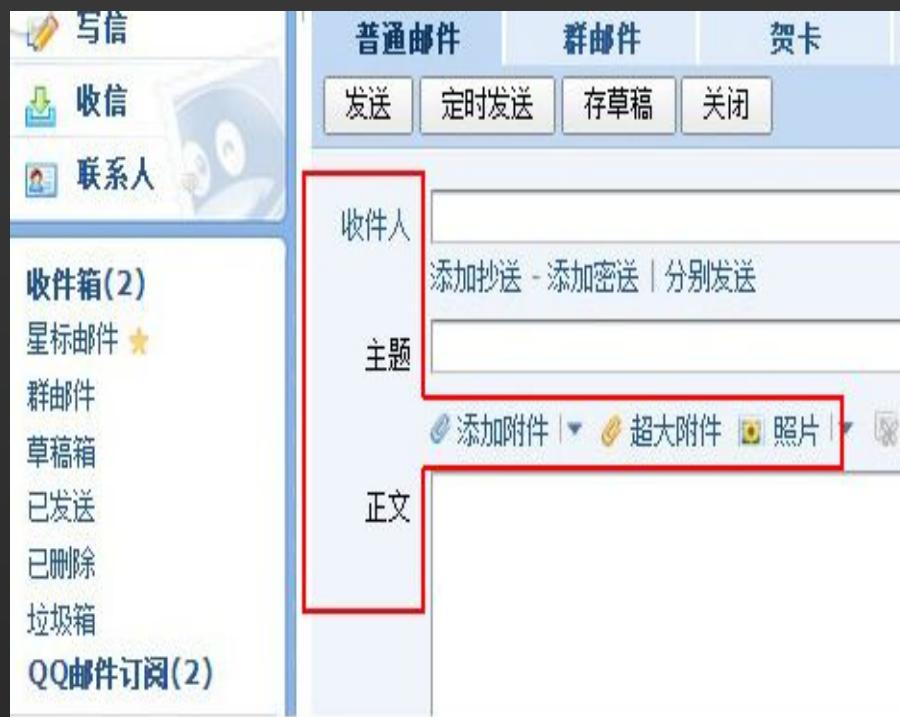 写信
收信
联系人
收件箱(2)
星标邮件
群邮件
草稿箱
已发送
已删除
垃圾箱
QQ邮件订阅(2)
普通邮件 群邮件 贺卡
发送 定时发送 存草稿 关闭
收件人
添加抄送 - 添加密送 | 分别发送
主题
添加附件 | 超大附件 照片 |
正文